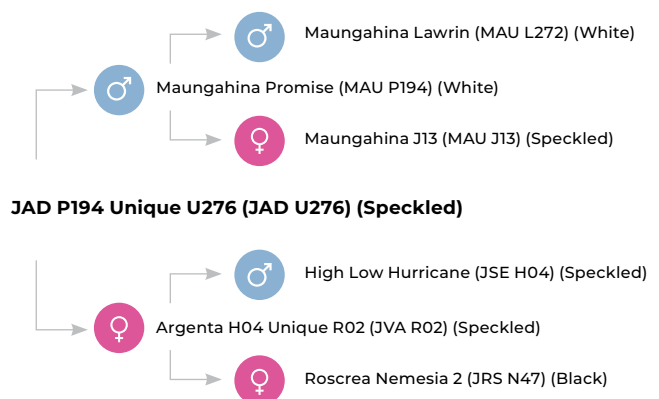 Maungahina Lawrin (MAU L272) (White)
Maungahina Promise (MAU P194) (White)
Maungahina J13 (MAU J13) (Speckled)
JAD P194 Unique U276 (JAD U276) (Speckled)
High Low Hurricane (JSE H04) (Speckled)
Argenta H04 Unique R02 (JVA R02) (Speckled)
Roscrea Nemesia 2 (JRS N47) (Black)